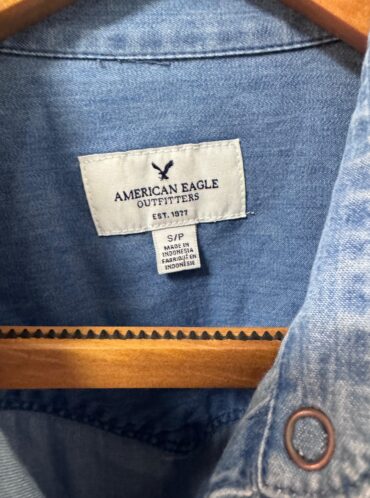 AMERICAN EAGLE
OUTFITTERS
EST. 1977
S/P
MADE IN
INDONESIA
FABRIQUÉ EN
INDONÉSIE